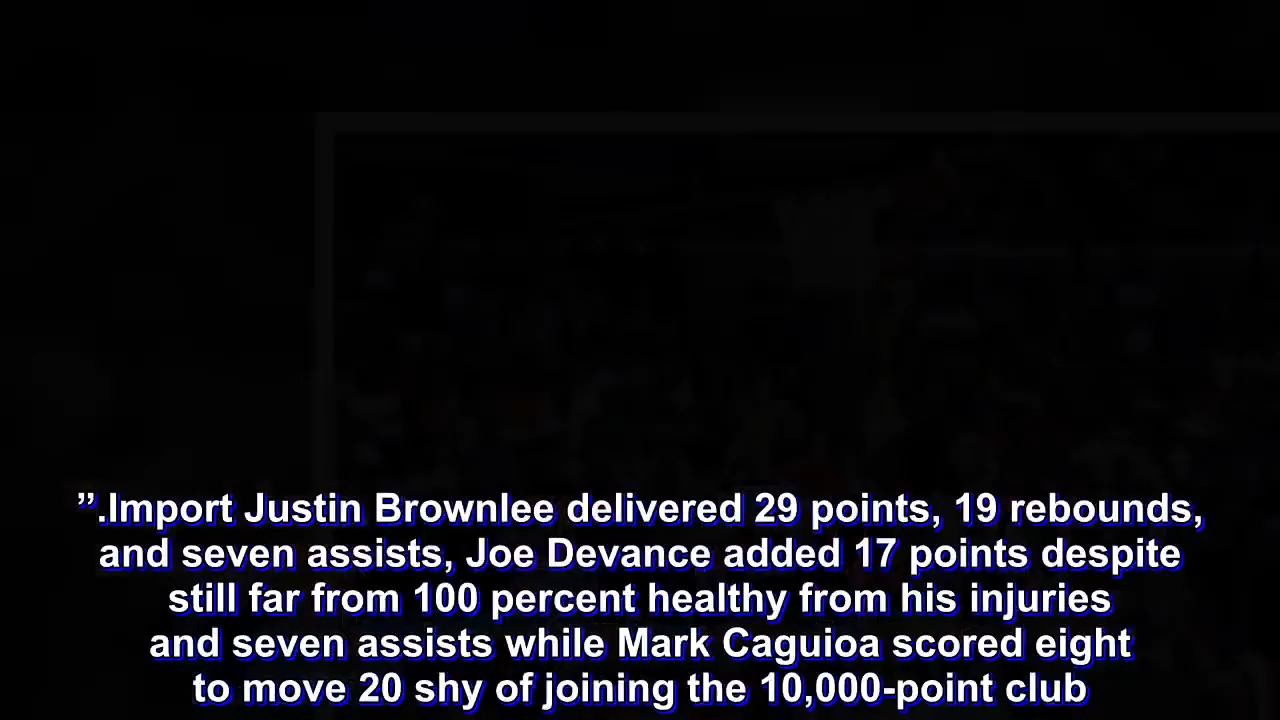 ”.Import Justin Brownlee delivered 29 points, 19 rebounds,
and seven assists, Joe Devance added 17 points despite
still far from 100 percent healthy from his injuries
and seven assists while Mark Caguioa scored eight
to move 20 shy of joining the 10,000-point club